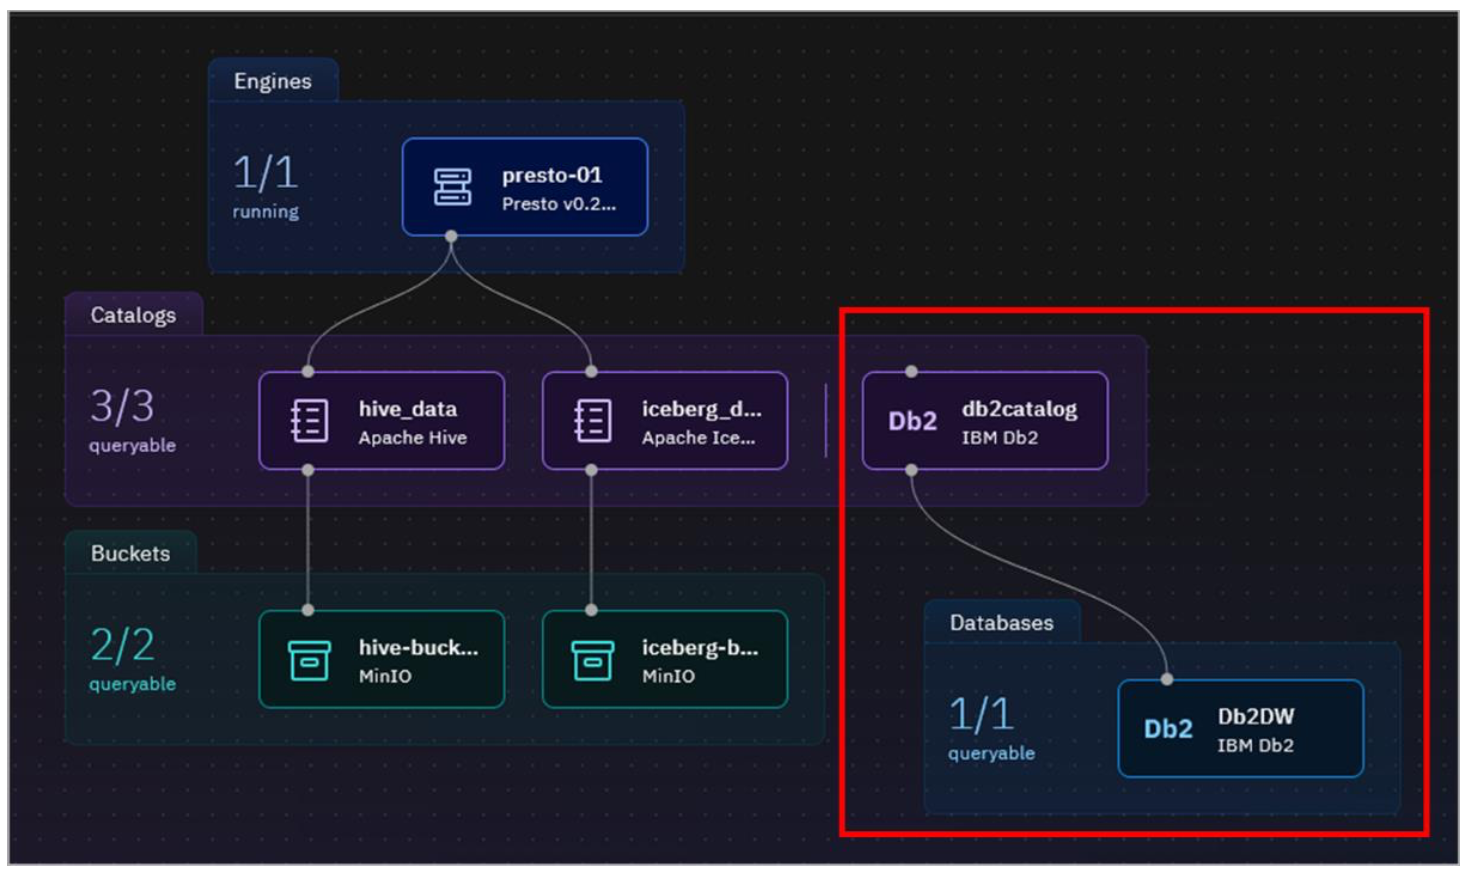 Engines
1/1
running
presto-01
Presto v0.2...
Catalogs
3/3
queryable
hive_data
Apache Hive
iceberg_d...
Apache Ice...
Db2
db2catalog
IBM Db2
Buckets
2/2
queryable
hive-buck...
MinIO
iceberg-b...
MinIO
Databases
1/1
queryable
Db2
Db2DW
IBM Db2